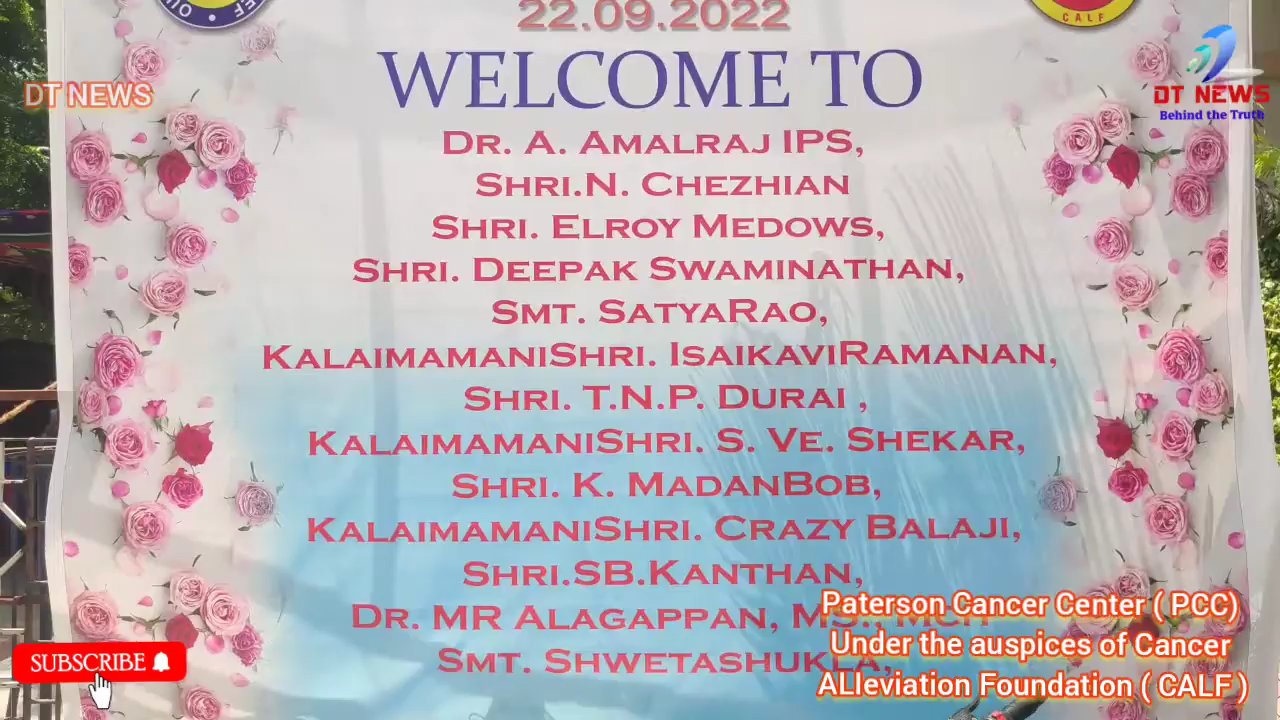 22.09.2022
CALF
WELCOME TO
DT NEWS
DT NEWS
Behind the Truth
DR. A. AMALRAJ IPS,
SHRI.N. CHEZHIAN
SHRI. ELROY MEDOWS,
SHRI. DEEPAK SWAMINATHAN,
SMT. SATYARAO,
KALAIMAMANISHRI. ISAIKAVIRAMANAN,
SHRI. T.N.P. DURAI ,
KALAIMAMANISHRI. S. VE. SHEKAR,
SHRI. K. MADANBOB,
KALAIMAMANISHRI. CRAZY BALAJI,
SHRI.SB.KANTHAN,
DR. MR ALAGAPPAN, MS., MCH
SMT. SHWETASHUKLA,
Paterson Cancer Center ( PCC)
Under the auspices of Cancer
ALleviation Foundation ( CALF )
SUBSCRIBE